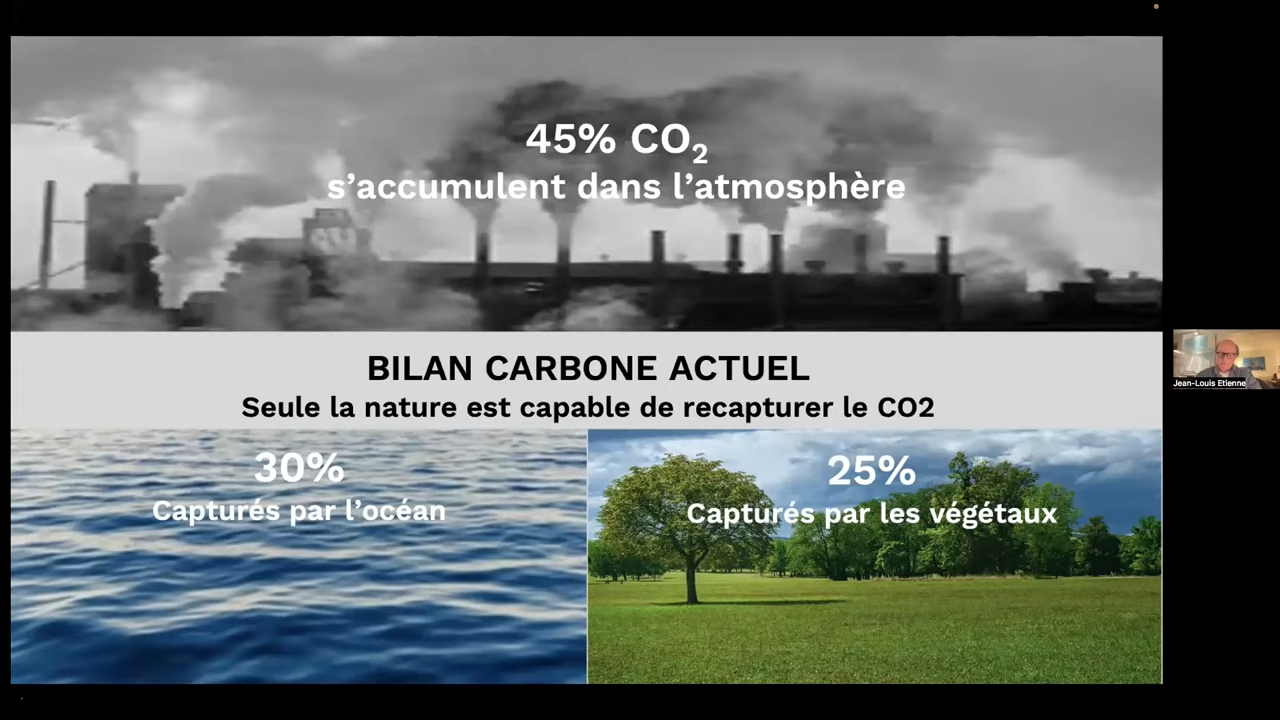 45% CO₂
s’accumulent dans l’atmosphère
BILAN CARBONE ACTUEL
Seule la nature est capable de recapturer le CO2
30%
Capturés par l’océan
25%
Capturés par les végétaux
Jean-Louis Etienne